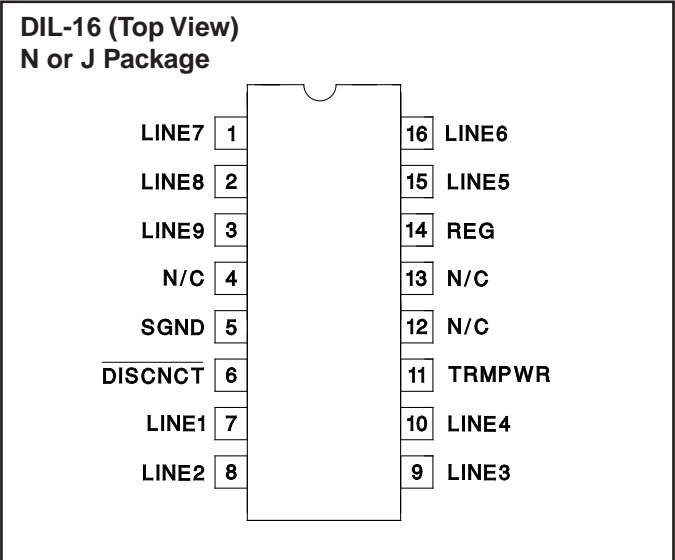 DIL-16 (Top View)
N or J Package
LINE7 1 16 LINE6
LINE8 2 15 LINE5
LINE9 3 14 REG
N/C 4 13 N/C
SGND 5 12 N/C
DISCNCT 6 11 TRMPWR
LINE1 7 10 LINE4
LINE2 8 9 LINE3